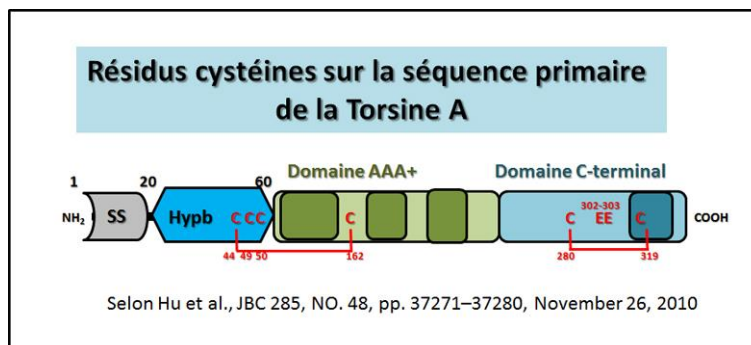 Résidus cystéines sur la séquence primaire
de la Torsine A
Domaine AAA+ Domaine C-terminal
1 20 60
302-303
NH₂ SS Hypb C C C C C EE C COOH
44 49 50 162 280 319
Selon Hu et al., JBC 285, NO. 48, pp. 37271–37280, November 26, 2010